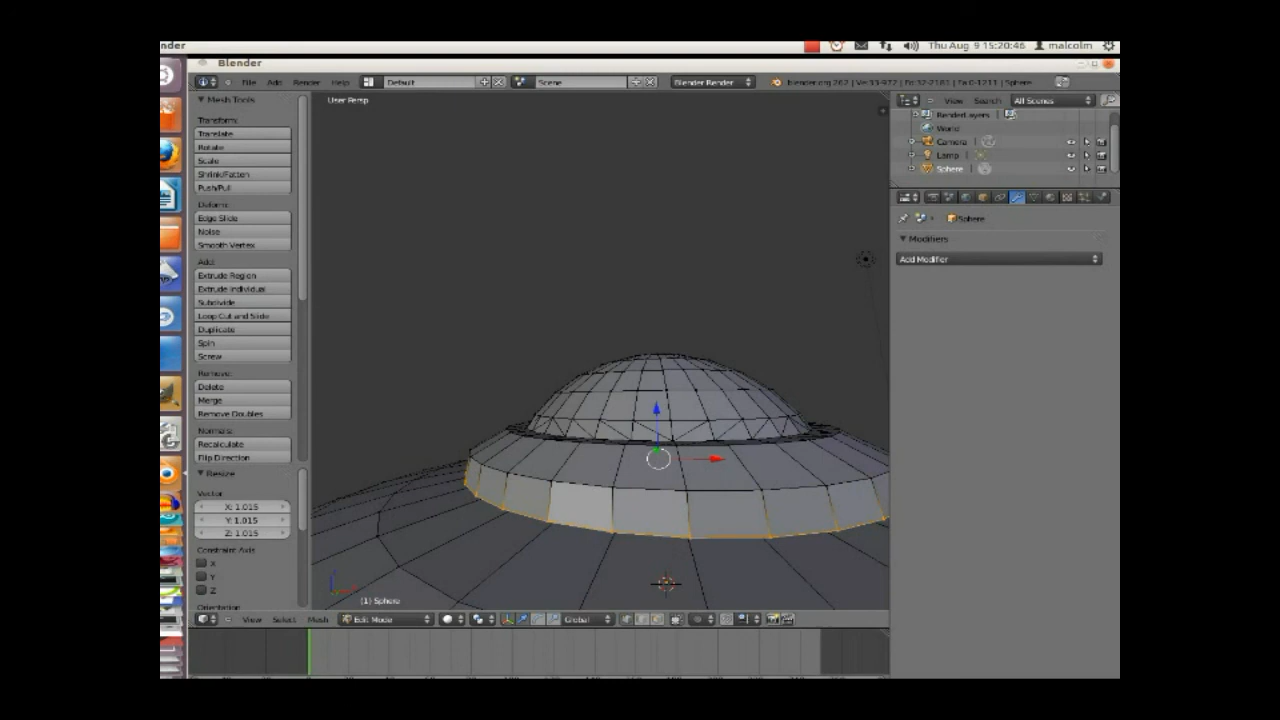 nder
Thu Aug 9 15:20:46 malcolm
Blender
File Add Render Help Default Scene Blender Render
User Persp
Mesh Tools
Transform:
Translate
Rotate
Scale
Shrink/Fatten
Push/Pull
Deform:
Edge Slide
Noise
Smooth Vertex
Add:
Extrude Region
Extrude Individual
Subdivide
Loop Cut and Slide
Duplicate
Spin
Screw
Remove:
Delete
Merge
Remove Doubles
Normals:
Recalculate
Flip Direction
Resize
Vector
X: 1.015
Y: 1.015
Z: 1.015
Constraint Axis
X
Y
Z
Orientation
(1) Sphere
View Select Mesh Edit Mode Global
View Search All Scenes
RenderLayers
World
Camera
Lamp
Sphere
Sphere
Modifiers
Add Modifier